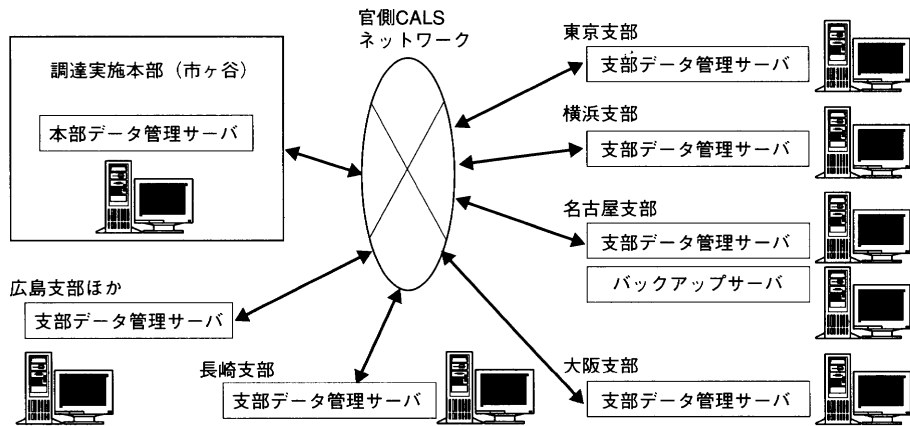 官側CALS
ネットワーク
調達実施本部（市ヶ谷）
本部データ管理サーバ
東京支部
支部データ管理サーバ
横浜支部
支部データ管理サーバ
名古屋支部
支部データ管理サーバ
バックアップサーバ
広島支部ほか
支部データ管理サーバ
長崎支部
支部データ管理サーバ
大阪支部
支部データ管理サーバ